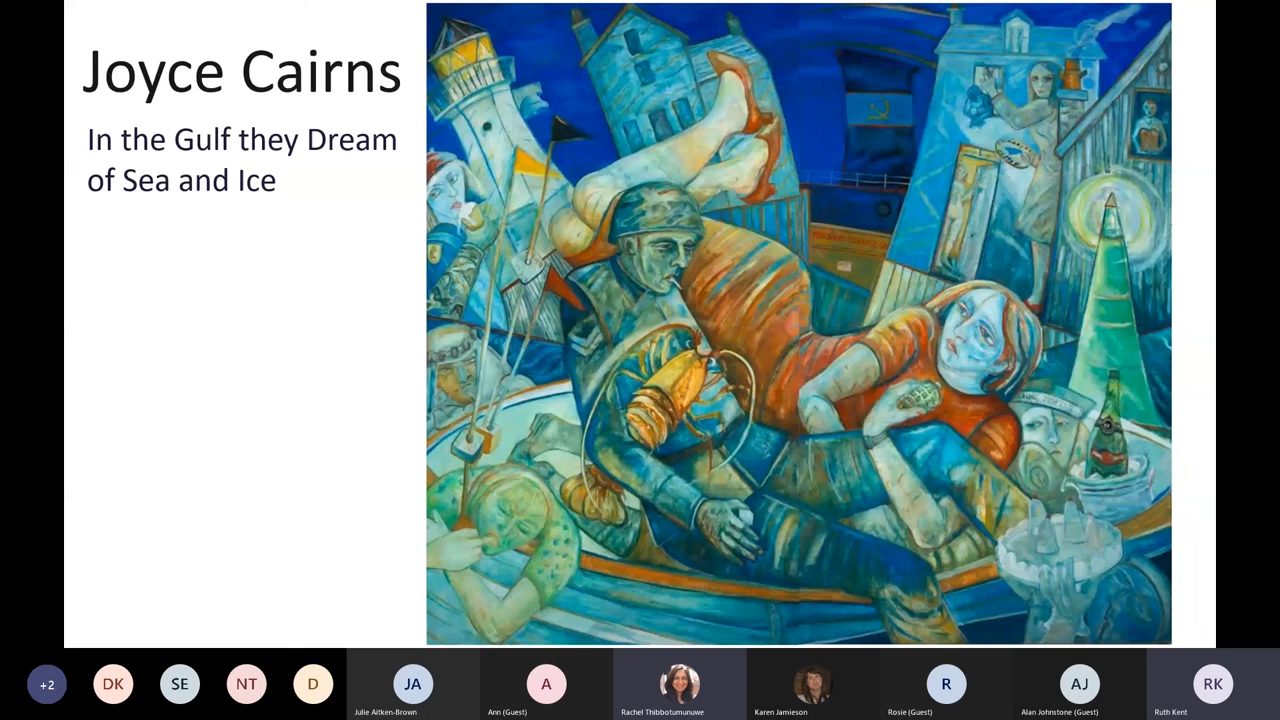 Joyce Cairns
In the Gulf they Dream
of Sea and Ice
+2
DK
SE
NT
D
JA
A
R
AJ
RK
Julie Aitken-Brown
Ann (Guest)
Rachel Thibbotumunuwe
Karen Jamieson
Rosie (Guest)
Alan Johnstone (Guest)
Ruth Kent